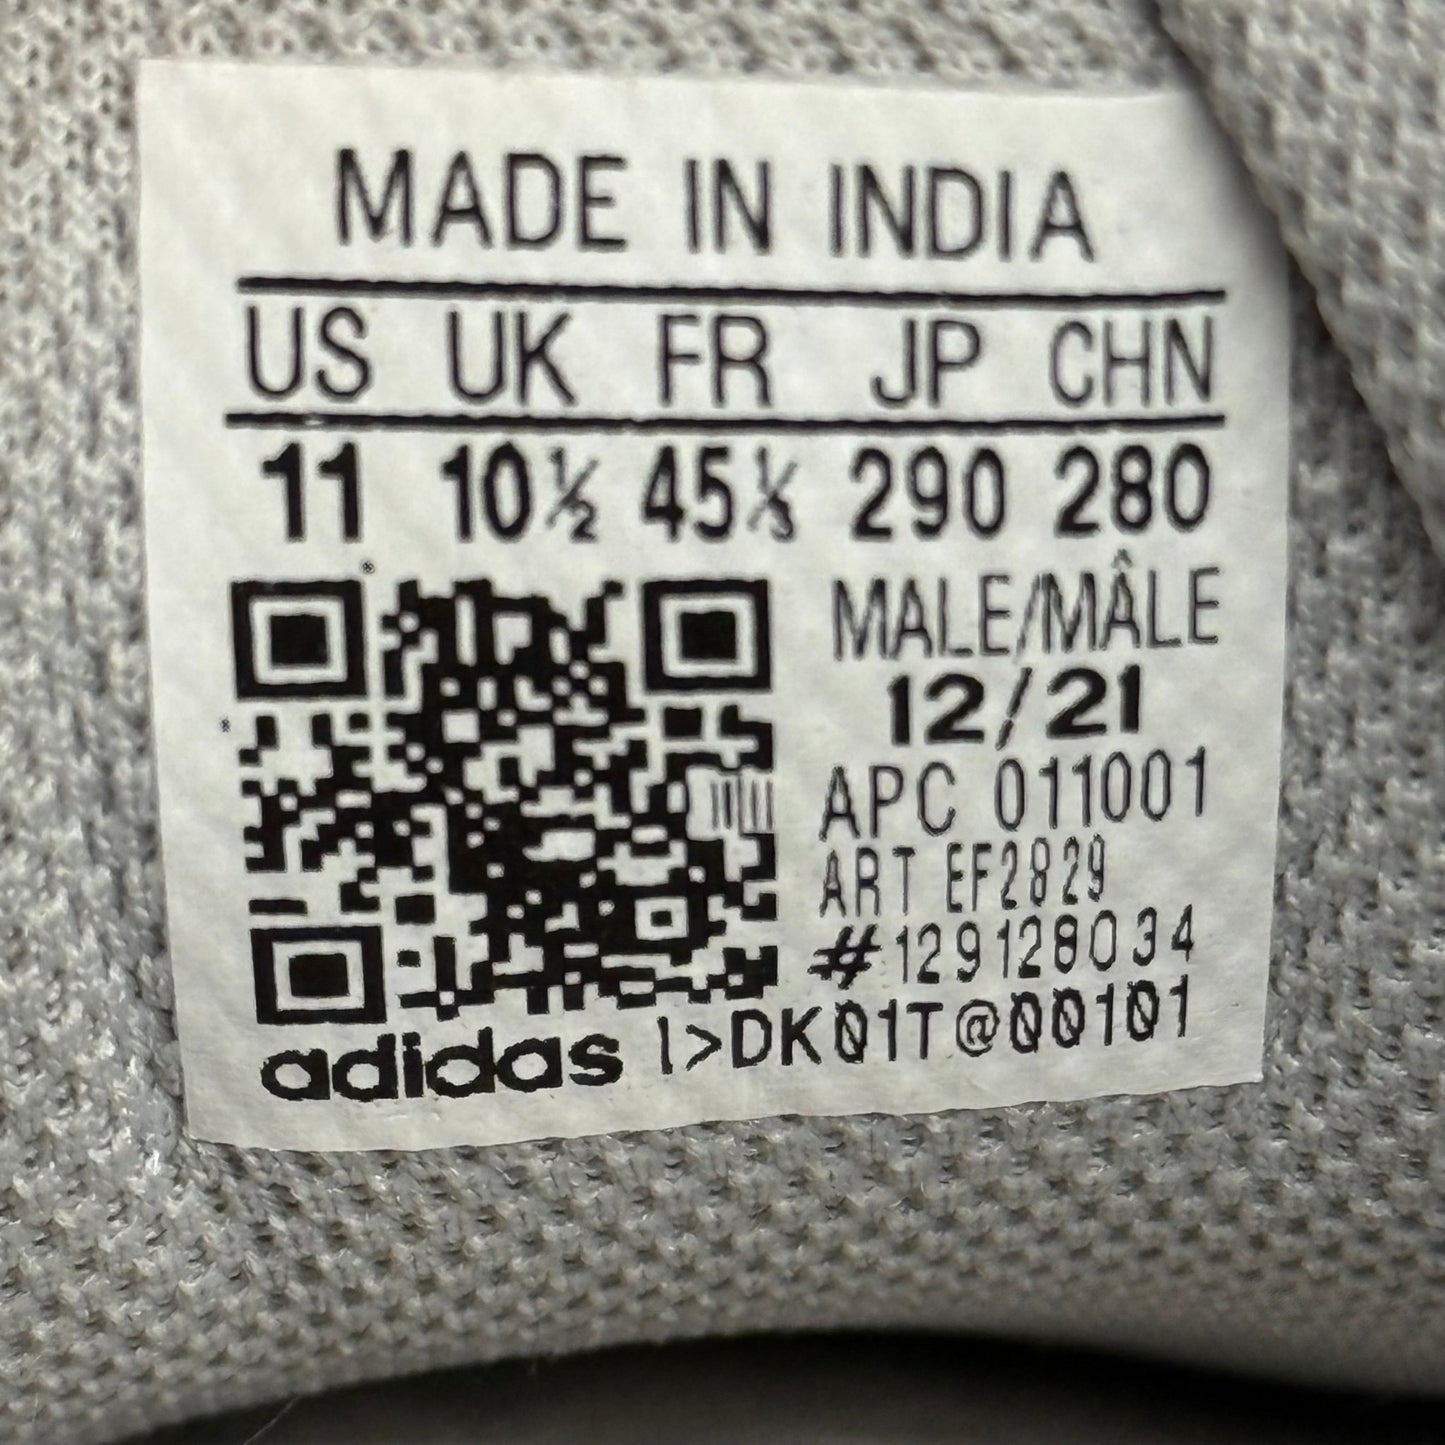 MADE IN INDIA
US UK FR JP CHN
11 10½ 45⅓ 290 280
MALE/MÂLE
12/21
APC 011001
ART EF2829
#129128034
adidas I>DK01T@00101